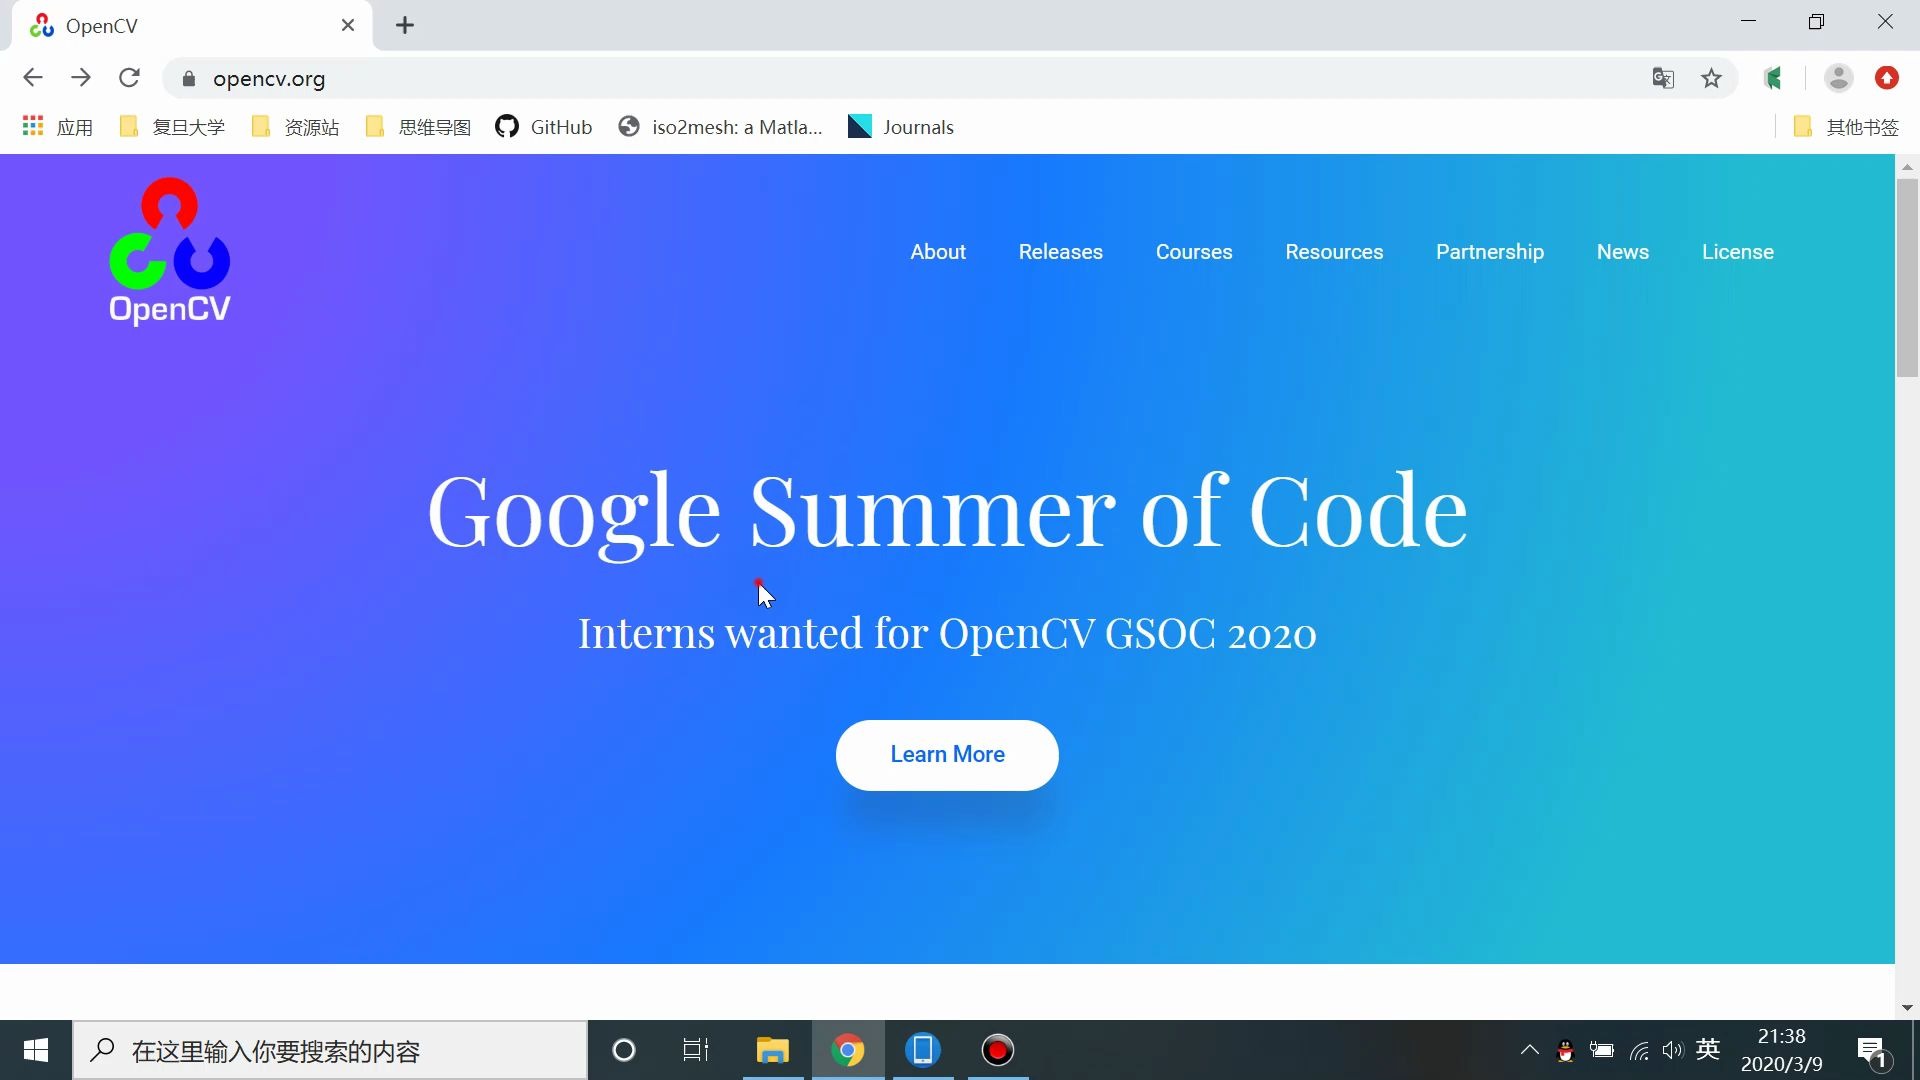 OpenCV
opencv.org
应用 复旦大学 资源站 思维导图 GitHub iso2mesh: a Matla... Journals 其他书签
OpenCV
About Releases Courses Resources Partnership News License
Google Summer of Code
Interns wanted for OpenCV GSOC 2020
Learn More
在这里输入你要搜索的内容
英
21:38
2020/3/9
1